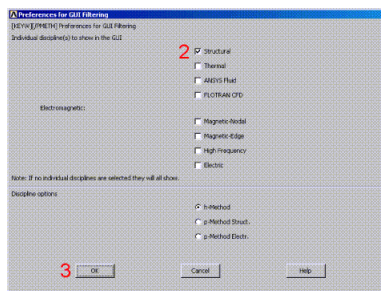 Preferences for GUI Filtering
[KEYW][/PMETH] Preferences for GUI Filtering
Individual discipline(s) to show in the GUI
2 Structural
Thermal
ANSYS Fluid
FLOTRAN CFD
Electromagnetic:
Magnetic-Nodal
Magnetic-Edge
High Frequency
Electric
Note: If no individual disciplines are selected they will all show.
Discipline options
h-Method
p-Method Struct.
p-Method Electr.
3 OK Cancel Help